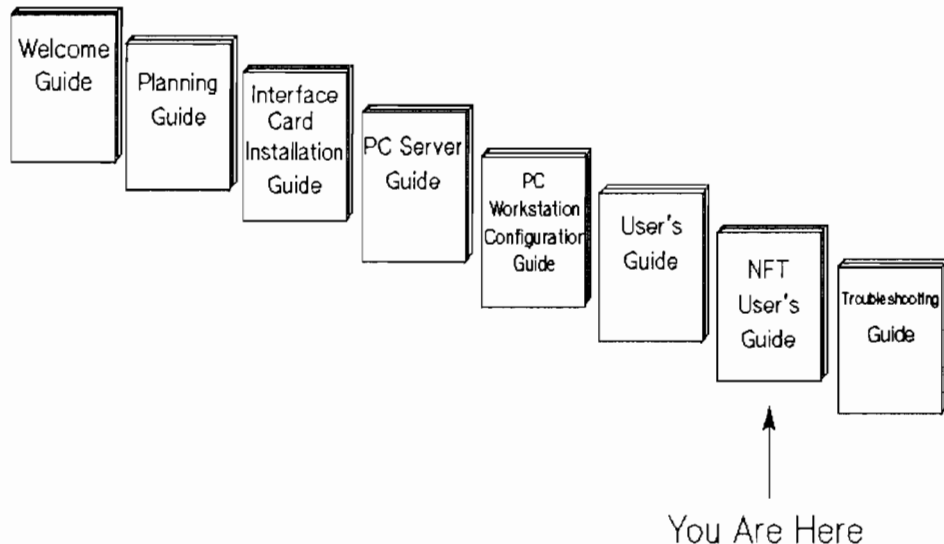 Welcome
Guide
Planning
Guide
Interface
Card
Installation
Guide
PC Server
Guide
PC
Workstation
Configuration
Guide
User's
Guide
NFT
User's
Guide
Troubleshooting
Guide
You Are Here